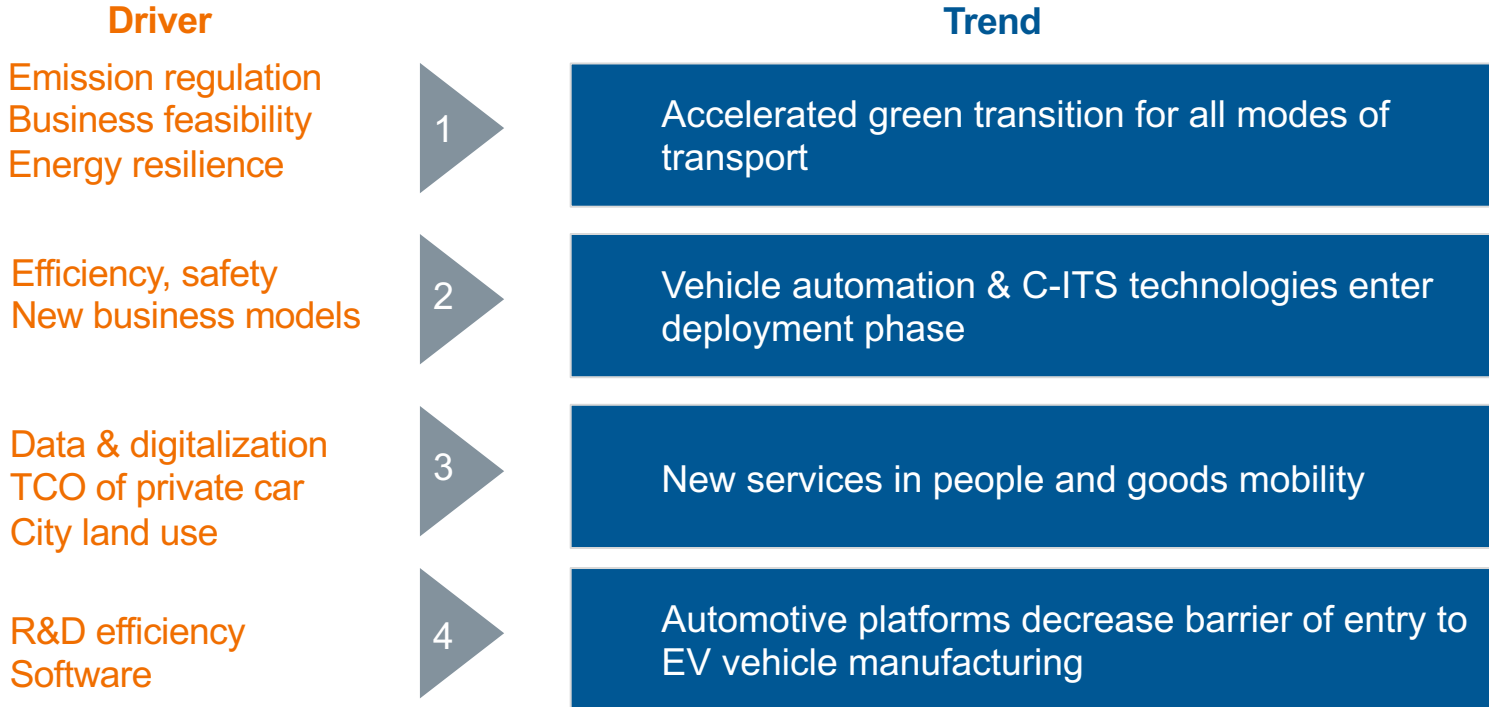 Driver
Trend
Emission regulation
Business feasibility
Energy resilience
1
Accelerated green transition for all modes of
transport
Efficiency, safety
New business models
2
Vehicle automation & C-ITS technologies enter
deployment phase
Data & digitalization
TCO of private car
City land use
3
New services in people and goods mobility
R&D efficiency
Software
4
Automotive platforms decrease barrier of entry to
EV vehicle manufacturing